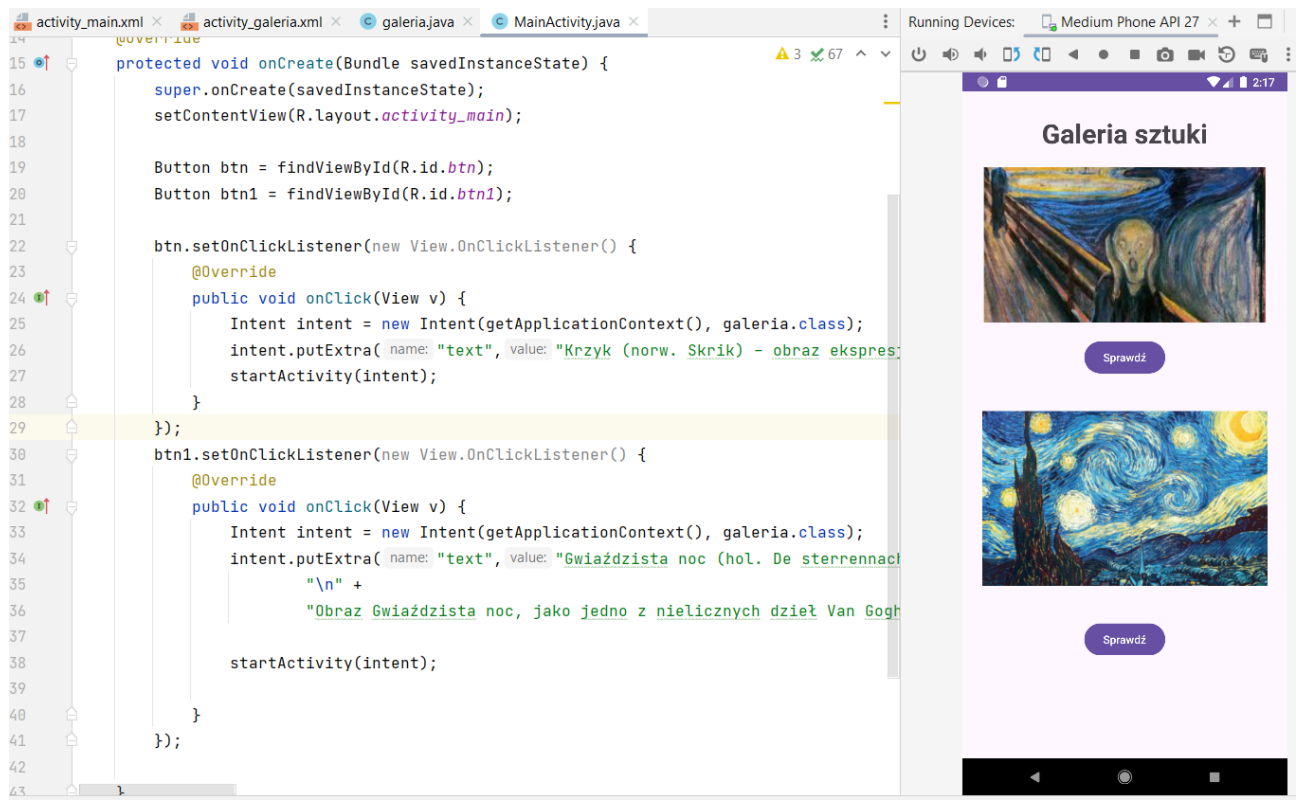 activity_main.xml
activity_galeria.xml
galeria.java
MainActivity.java
Running Devices:
Medium Phone API 27
3
67
14 @Override
15 protected void onCreate(Bundle savedInstanceState) {
16 super.onCreate(savedInstanceState);
17 setContentView(R.layout.activity_main);
18
19 Button btn = findViewById(R.id.btn);
20 Button btn1 = findViewById(R.id.btn1);
21
22 btn.setOnClickListener(new View.OnClickListener() {
23 @Override
24 public void onClick(View v) {
25 Intent intent = new Intent(getApplicationContext(), galeria.class);
26 intent.putExtra( name: "text", value: "Krzyk (norw. Skrik) – obraz ekspresj
27 startActivity(intent);
28 }
29 });
30 btn1.setOnClickListener(new View.OnClickListener() {
31 @Override
32 public void onClick(View v) {
33 Intent intent = new Intent(getApplicationContext(), galeria.class);
34 intent.putExtra( name: "text", value: "Gwiaździsta noc (hol. De sterrennach
35 "\n" +
36 "Obraz Gwiaździsta noc, jako jedno z nielicznych dzieł Van Gogh
37
38 startActivity(intent);
39
40 }
41 });
42
43 }
2:17
Galeria sztuki
Sprawdź
Sprawdź